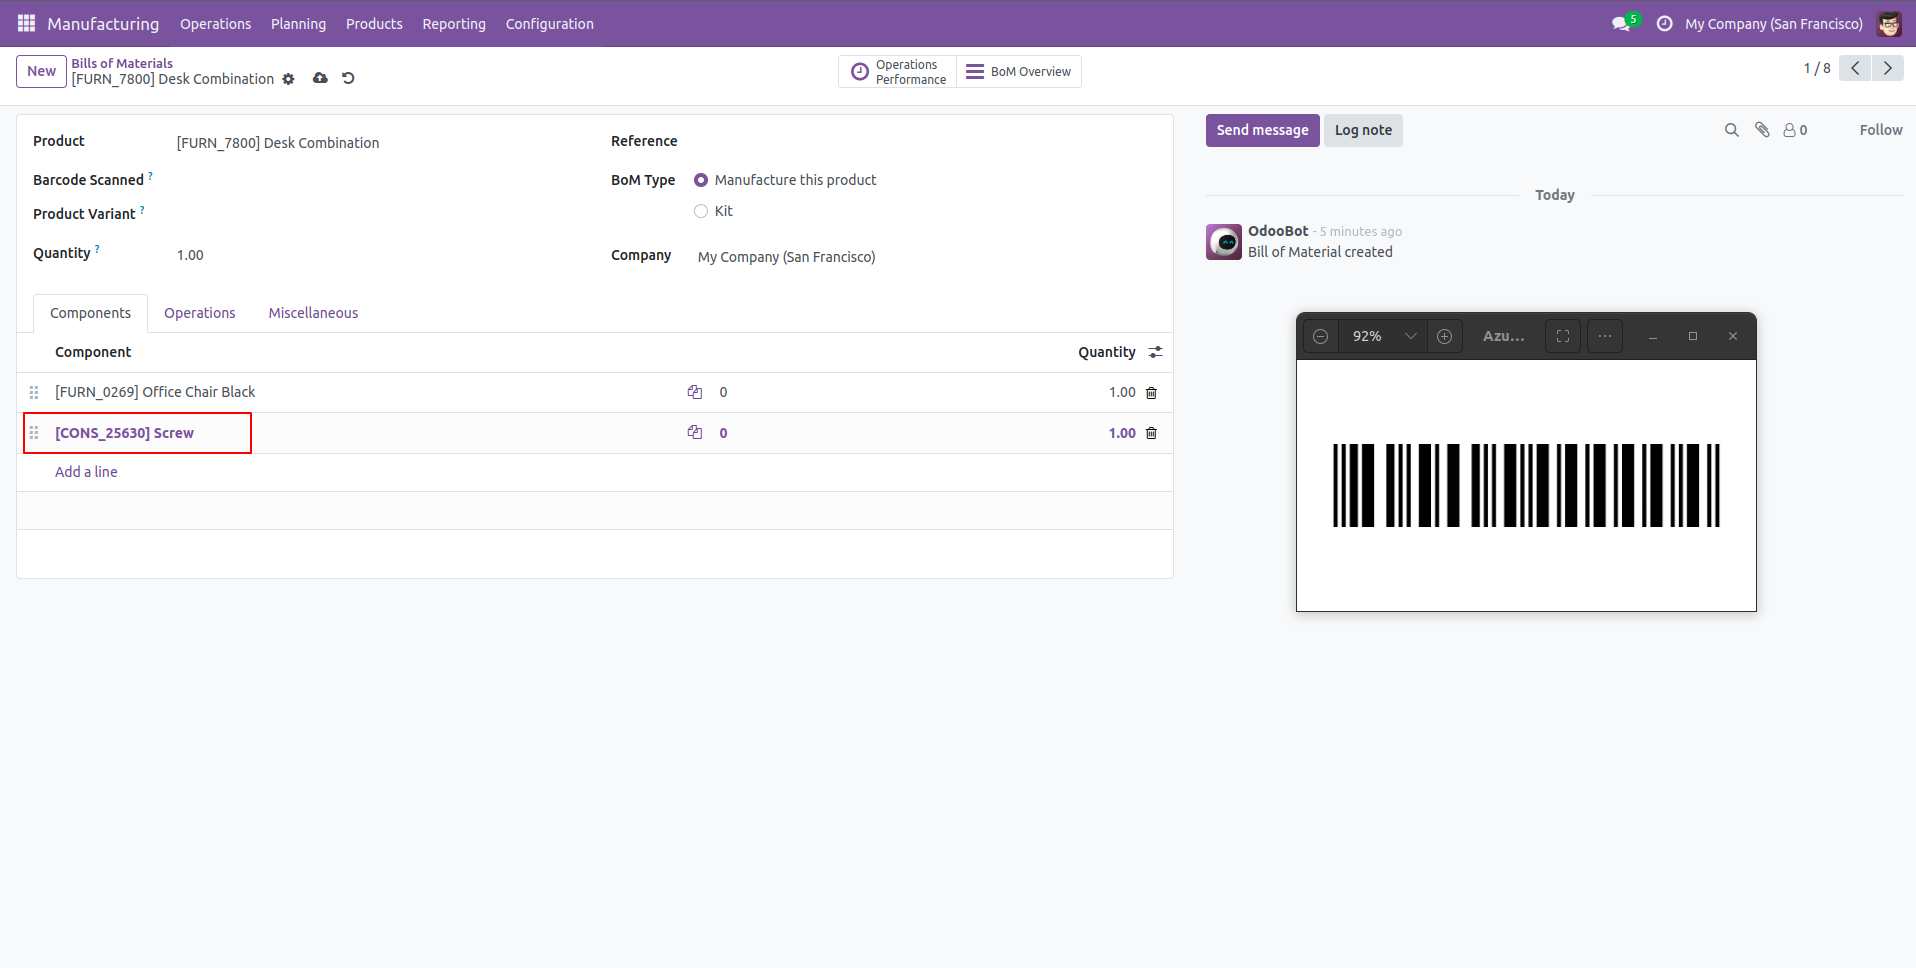 Manufacturing Operations Planning Products Reporting Configuration 5 My Company (San Francisco)
New Bills of Materials
[FURN_7800] Desk Combination
Operations Performance BoM Overview 1 / 8
Product [FURN_7800] Desk Combination
Barcode Scanned ?
Product Variant ?
Quantity ? 1.00
Reference
BoM Type Manufacture this product
Kit
Company My Company (San Francisco)
Components Operations Miscellaneous
Component Quantity
[FURN_0269] Office Chair Black 0 1.00
[CONS_25630] Screw 0 1.00
Add a line
Send message Log note 0 Follow
Today
OdooBot - 5 minutes ago
Bill of Material created
92% Azu...